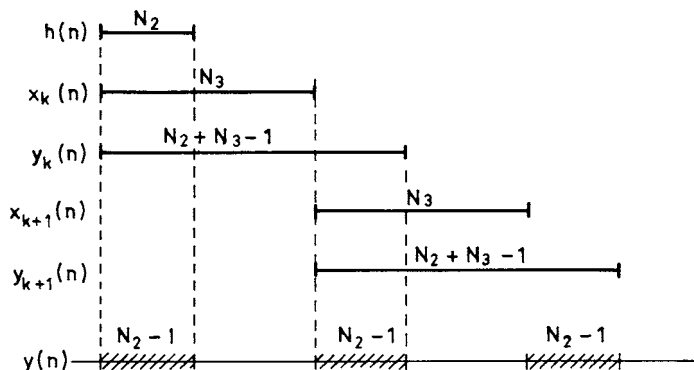 h(n) N₂
xₖ(n) N₃
yₖ(n) N₂ + N₃ − 1
xₖ₊₁(n) N₃
yₖ₊₁(n) N₂ + N₃ − 1
N₂ − 1 N₂ − 1 N₂ − 1
y(n)